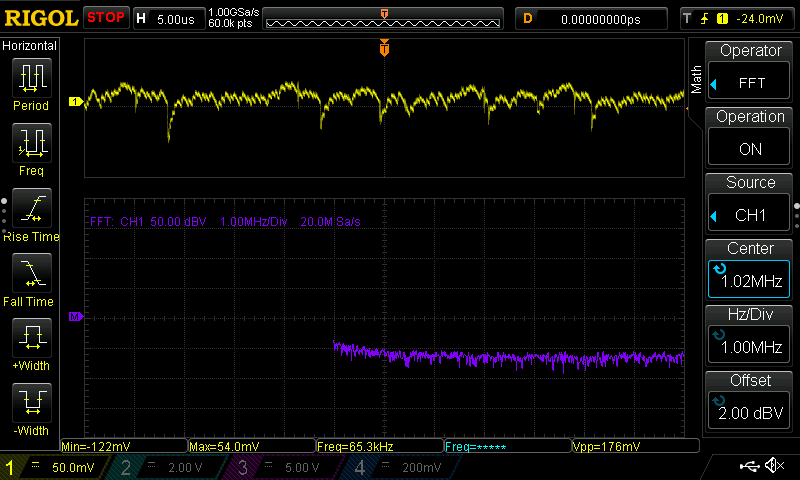 RIGOL STOP H 5.00us 1.00GSa/s 60.0k pts T D 0.00000000ps T 1 -24.0mV
Horizontal
Period
Freq
Rise Time
Fall Time
+Width
-Width
1
T
FFT: CH1 50.00 dBV 1.00MHz/Div 20.0M Sa/s
M
Math
Operator
FFT
Operation
ON
Source
CH1
Center
1.02MHz
Hz/Div
1.00MHz
Offset
2.00 dBV
Min=-122mV Max=54.0mV Freq=65.3kHz Freq=***** Vpp=176mV
1 50.0mV 2 2.00 V 3 5.00 V 4 200mV